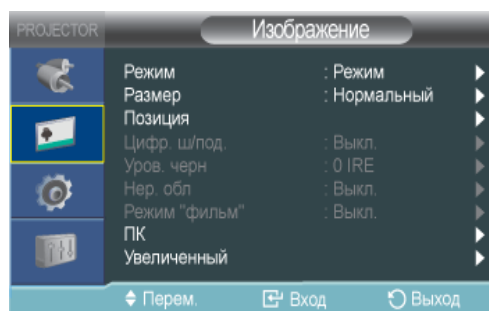 PROJECTOR Изображение
Режим : Режим
Размер : Нормальный
Позиция
Цифр. ш/под. : Выкл.
Уров. черн : 0 IRE
Нер. обл : Выкл.
Режим "фильм" : Выкл.
ПК
Увеличенный
Перем. Вход Выход